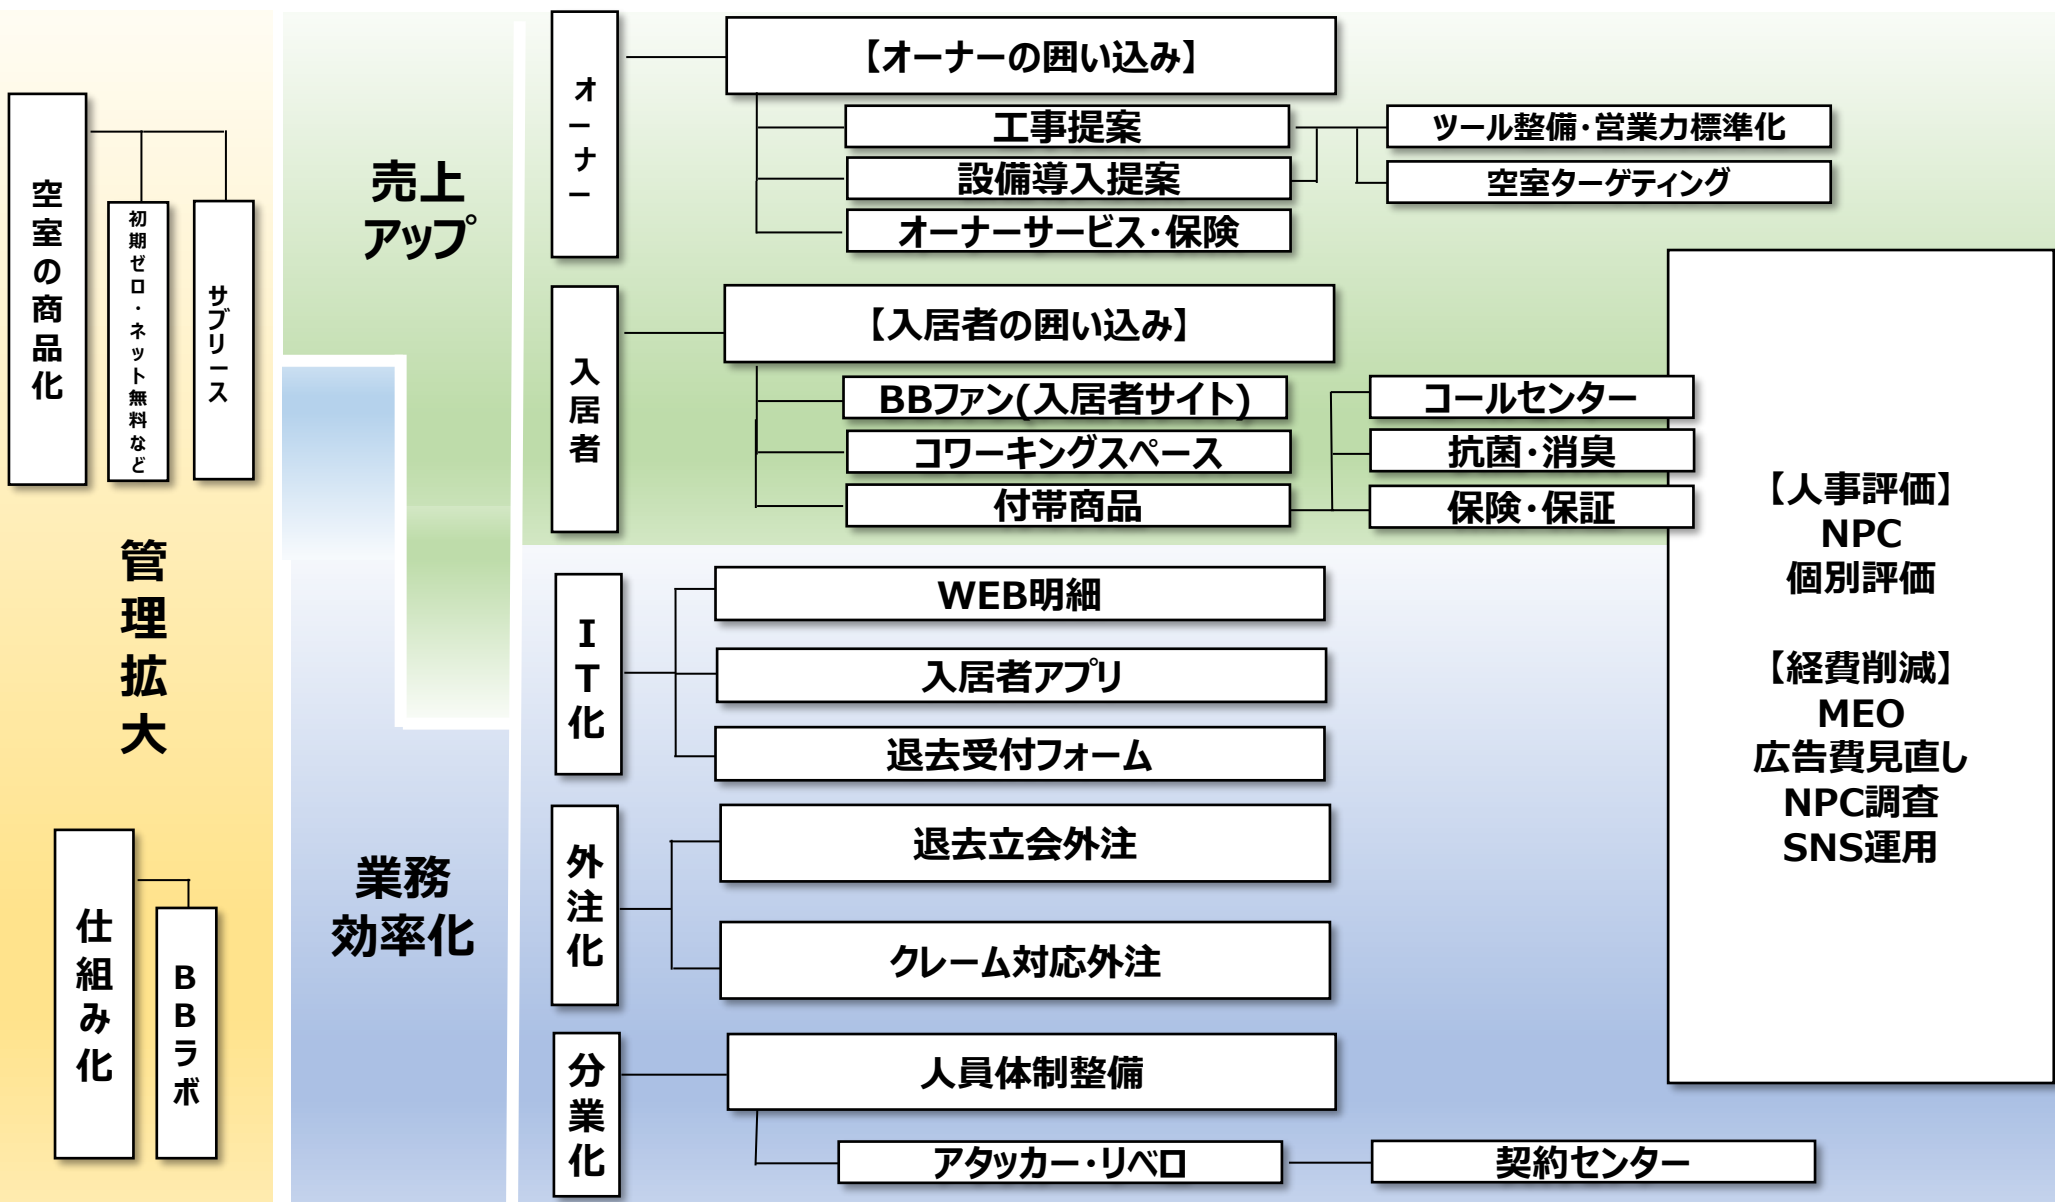 空室の商品化
初期ゼロ・ネット無料など
サブリース
管理拡大
仕組み化
BBラボ
売上
アップ
業務
効率化
オーナー
【オーナーの囲い込み】
工事提案
設備導入提案
オーナーサービス・保険
ツール整備・営業力標準化
空室ターゲティング
入居者
【入居者の囲い込み】
BBファン(入居者サイト)
コワーキングスペース
付帯商品
コールセンター
抗菌・消臭
保険・保証
IT化
WEB明細
入居者アプリ
退去受付フォーム
外注化
退去立会外注
クレーム対応外注
分業化
人員体制整備
アタッカー・リベロ
契約センター
【人事評価】
NPC
個別評価
【経費削減】
MEO
広告費見直し
NPC調査
SNS運用